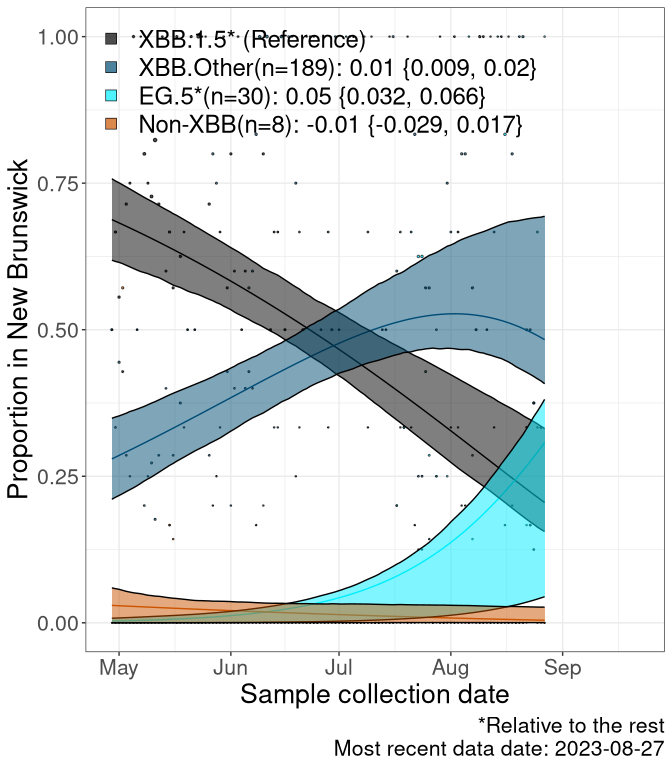 XBB.1.5* (Reference)
XBB.Other(n=189): 0.01 {0.009, 0.02}
EG.5*(n=30): 0.05 {0.032, 0.066}
Non-XBB(n=8): -0.01 {-0.029, 0.017}
1.00
0.75
0.50
0.25
0.00
Proportion in New Brunswick
May Jun Jul Aug Sep
Sample collection date
*Relative to the rest
Most recent data date: 2023-08-27